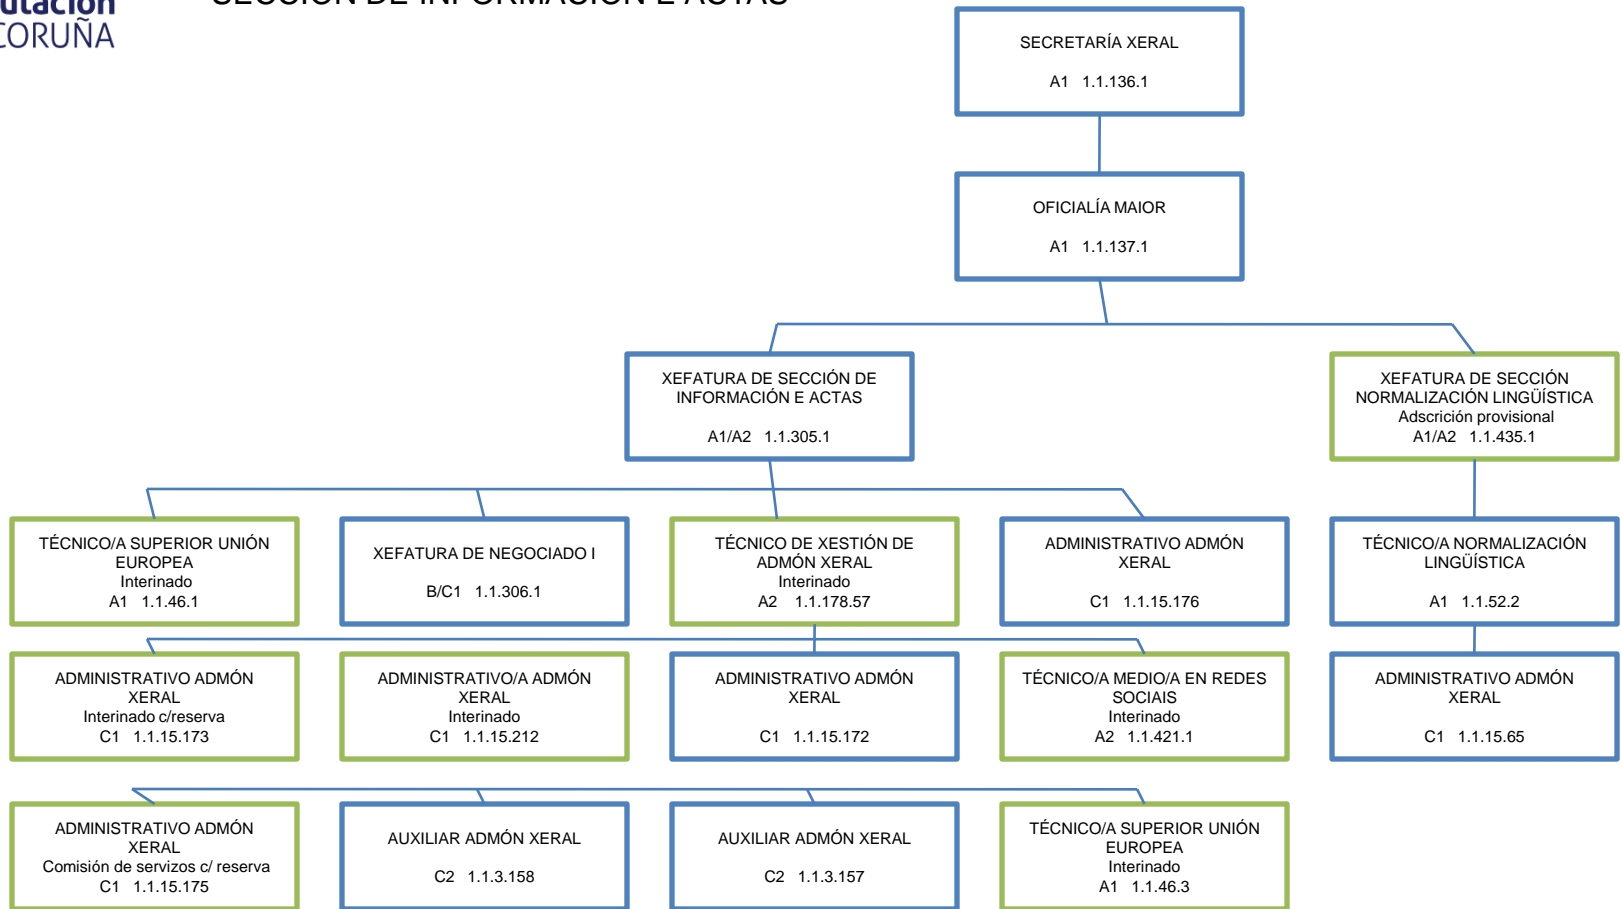 utación
CORUÑA
SECCIÓN DE INFORMACIÓN E ACTAS
SECRETARÍA XERAL
A1 1.1.136.1
OFICIALÍA MAIOR
A1 1.1.137.1
XEFATURA DE SECCIÓN DE
INFORMACIÓN E ACTAS
A1/A2 1.1.305.1
XEFATURA DE SECCIÓN
NORMALIZACIÓN LINGÜÍSTICA
Adscrición provisional
A1/A2 1.1.435.1
TÉCNICO/A SUPERIOR UNIÓN
EUROPEA
Interinado
A1 1.1.46.1
XEFATURA DE NEGOCIADO I
B/C1 1.1.306.1
TÉCNICO DE XESTIÓN DE
ADMÓN XERAL
Interinado
A2 1.1.178.57
ADMINISTRATIVO ADMÓN
XERAL
C1 1.1.15.176
TÉCNICO/A NORMALIZACIÓN
LINGÜÍSTICA
A1 1.1.52.2
ADMINISTRATIVO ADMÓN
XERAL
Interinado c/reserva
C1 1.1.15.173
ADMINISTRATIVO/A ADMÓN
XERAL
Interinado
C1 1.1.15.212
ADMINISTRATIVO ADMÓN
XERAL
C1 1.1.15.172
TÉCNICO/A MEDIO/A EN REDES
SOCIAIS
Interinado
A2 1.1.421.1
ADMINISTRATIVO ADMÓN
XERAL
C1 1.1.15.65
ADMINISTRATIVO ADMÓN
XERAL
Comisión de servizos c/ reserva
C1 1.1.15.175
AUXILIAR ADMÓN XERAL
C2 1.1.3.158
AUXILIAR ADMÓN XERAL
C2 1.1.3.157
TÉCNICO/A SUPERIOR UNIÓN
EUROPEA
Interinado
A1 1.1.46.3